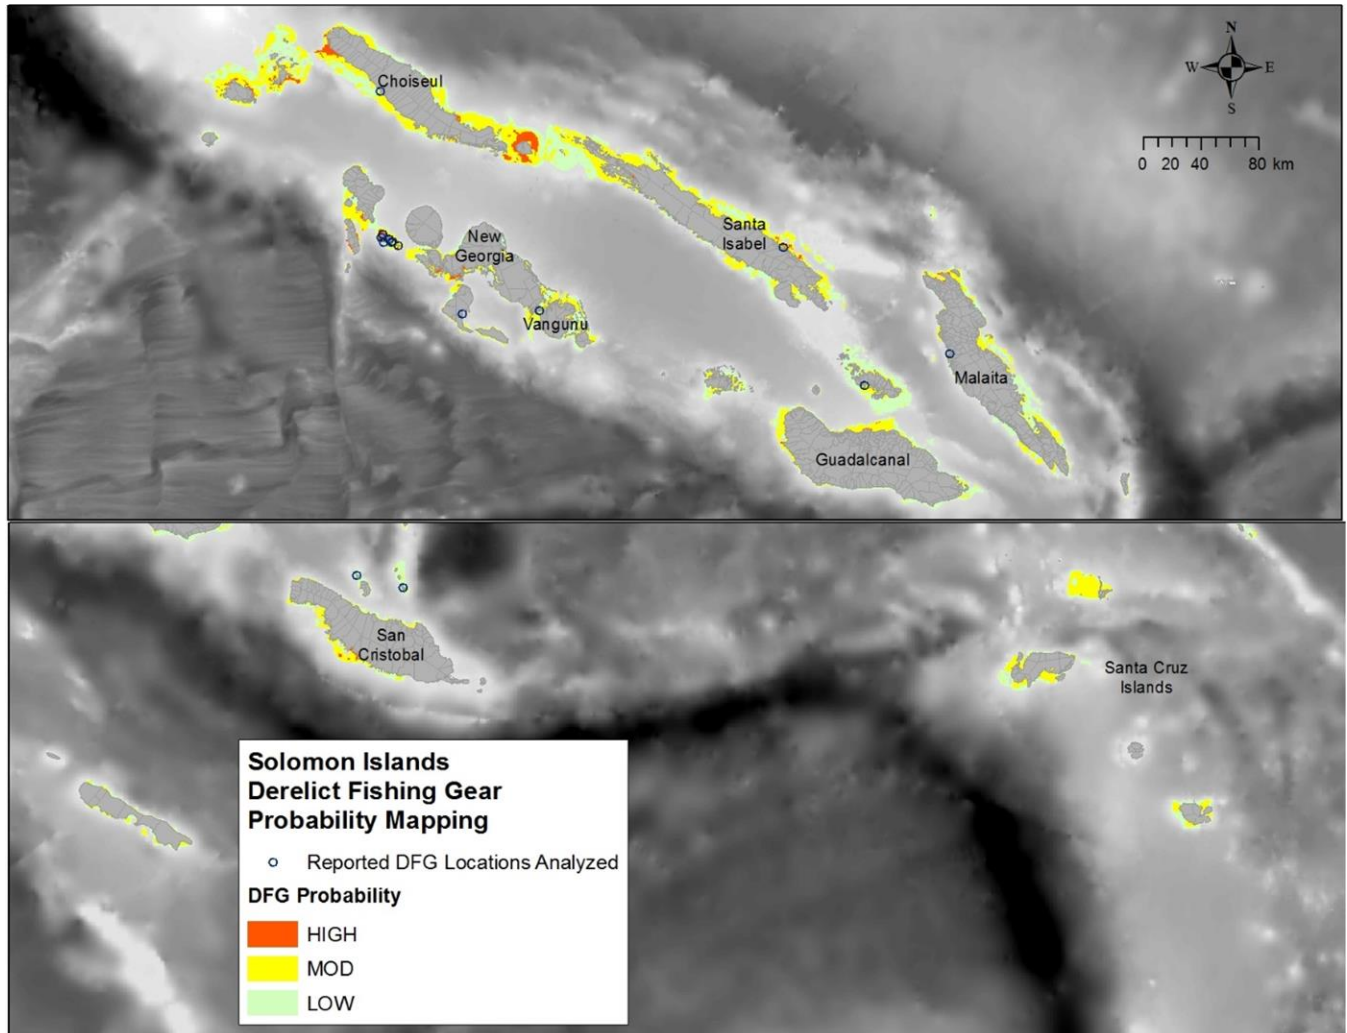 N
W E
S
0 20 40 80 km
Choiseul
New
Georgia
Vangunu
Santa
Isabel
Malaita
Guadalcanal
San
Cristobal
Santa Cruz
Islands
Solomon Islands
Derelict Fishing Gear
Probability Mapping
Reported DFG Locations Analyzed
DFG Probability
HIGH
MOD
LOW